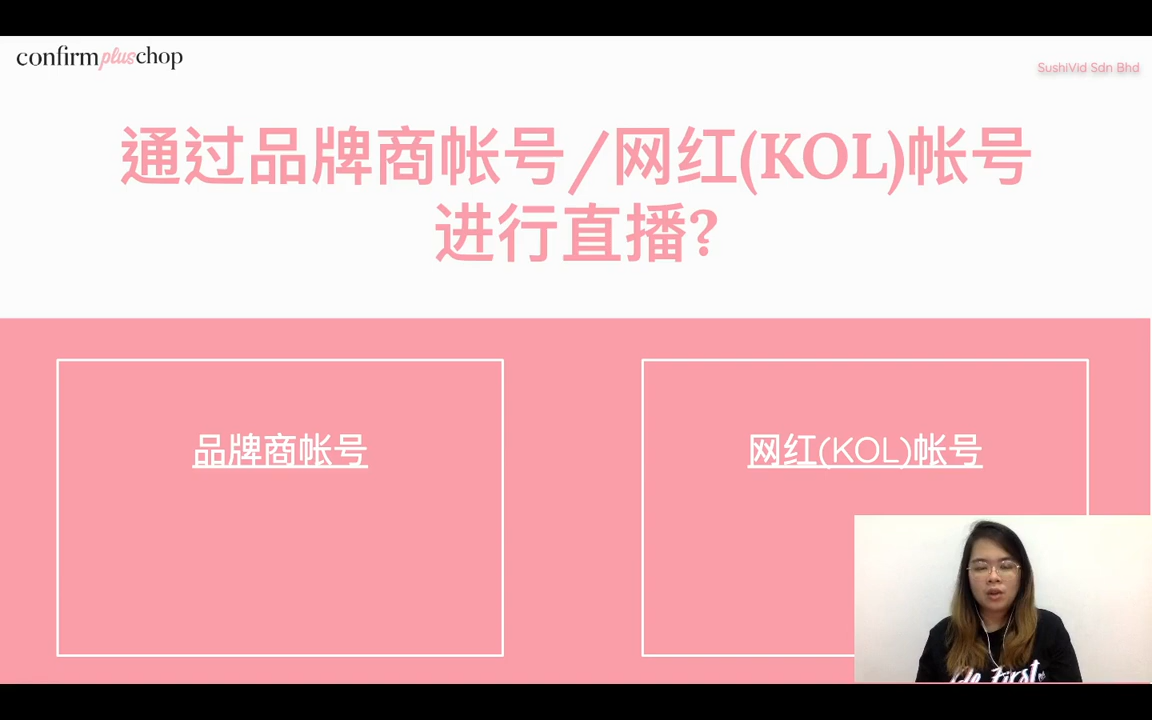 confirmpluschop
SushiVid Sdn Bhd
通过品牌商帐号/网红(KOL)帐号
进行直播?
品牌商帐号
网红(KOL)帐号
First